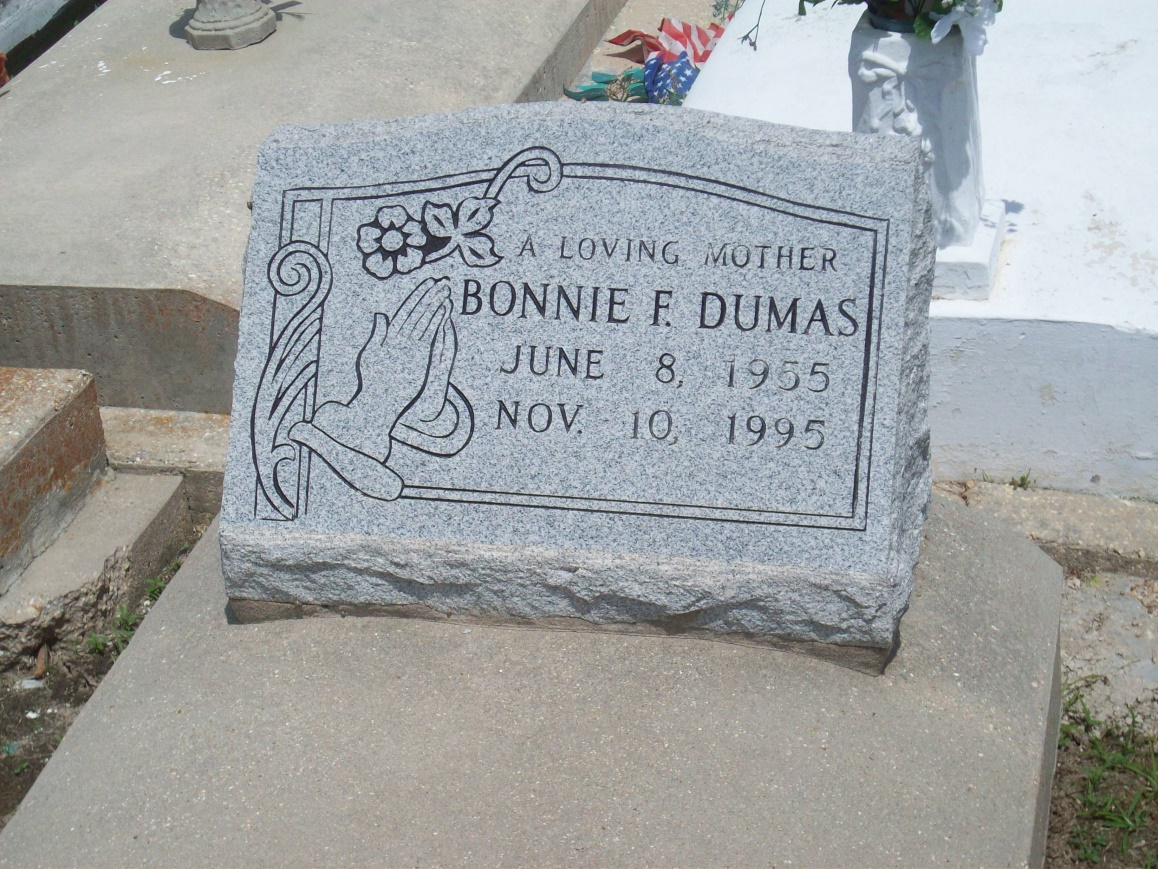 A LOVING MOTHER
BONNIE F. DUMAS
JUNE 8, 1955
NOV. 10, 1995